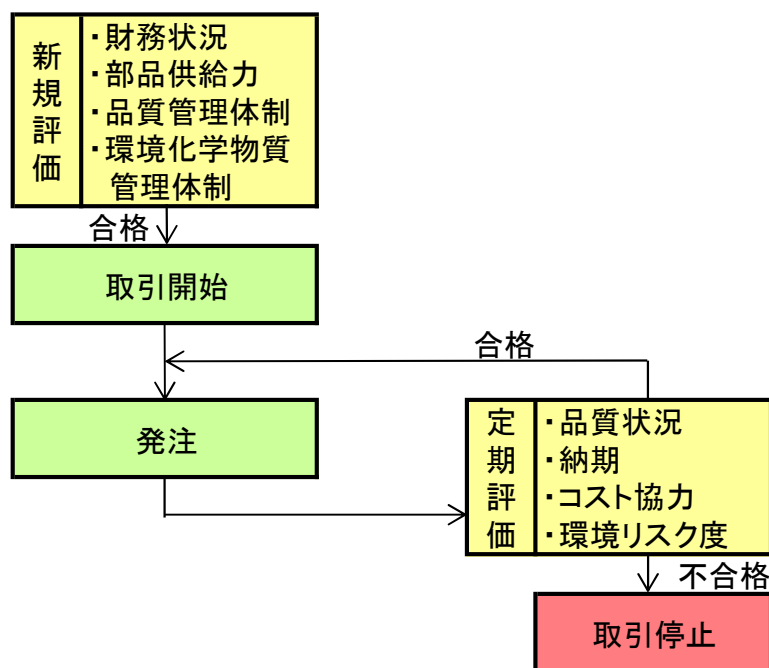 新規評価
・財務状況
・部品供給力
・品質管理体制
・環境化学物質
管理体制
合格
取引開始
合格
発注
定期評価
・品質状況
・納期
・コスト協力
・環境リスク度
不合格
取引停止